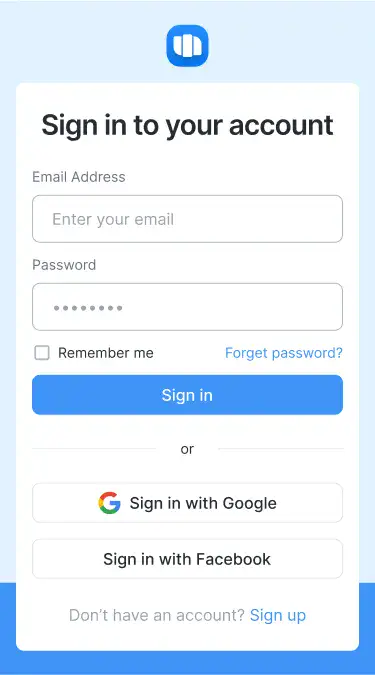 Sign in to your account
Email Address
Enter your email
Password
Remember me
Forget password?
Sign in
or
Sign in with Google
Sign in with Facebook
Don't have an account? Sign up